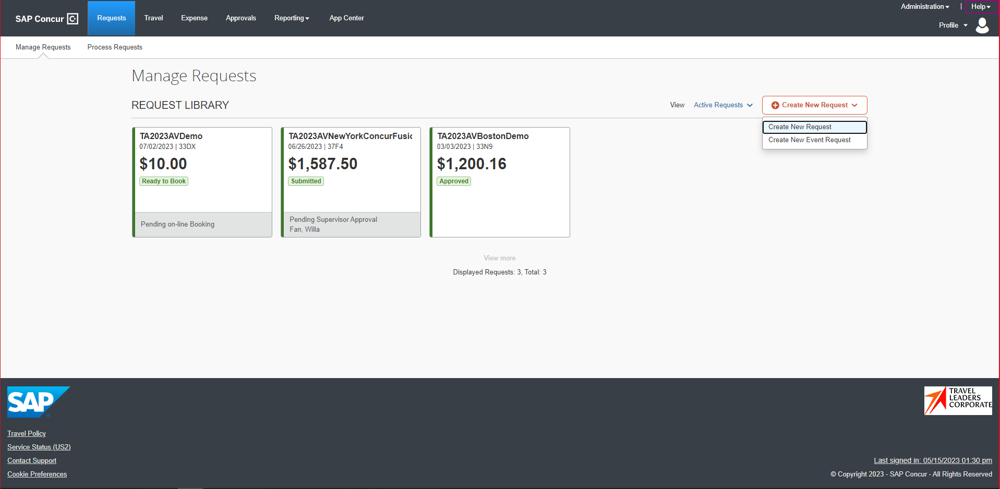 Administration | Help
SAP Concur C Requests Travel Expense Approvals Reporting App Center
Profile
Manage Requests Process Requests
Manage Requests
REQUEST LIBRARY
View Active Requests
Create New Request
Create New Request
Create New Event Request
TA2023AVDemo
07/02/2023 | 33DX
$10.00
Ready to Book
Pending on-line Booking
TA2023AVNewYorkConcurFusic
06/26/2023 | 37F4
$1,587.50
Submitted
Pending Supervisor Approval
Fan, Willa
TA2023AVBostonDemo
03/03/2023 | 33N9
$1,200.16
Approved
View more
Displayed Requests: 3, Total: 3
SAP ®
TRAVEL
LEADERS
CORPORATE
Travel Policy
Service Status (US2)
Contact Support
Cookie Preferences
Last signed in: 05/15/2023 01:30 pm
© Copyright 2023 - SAP Concur - All Rights Reserved